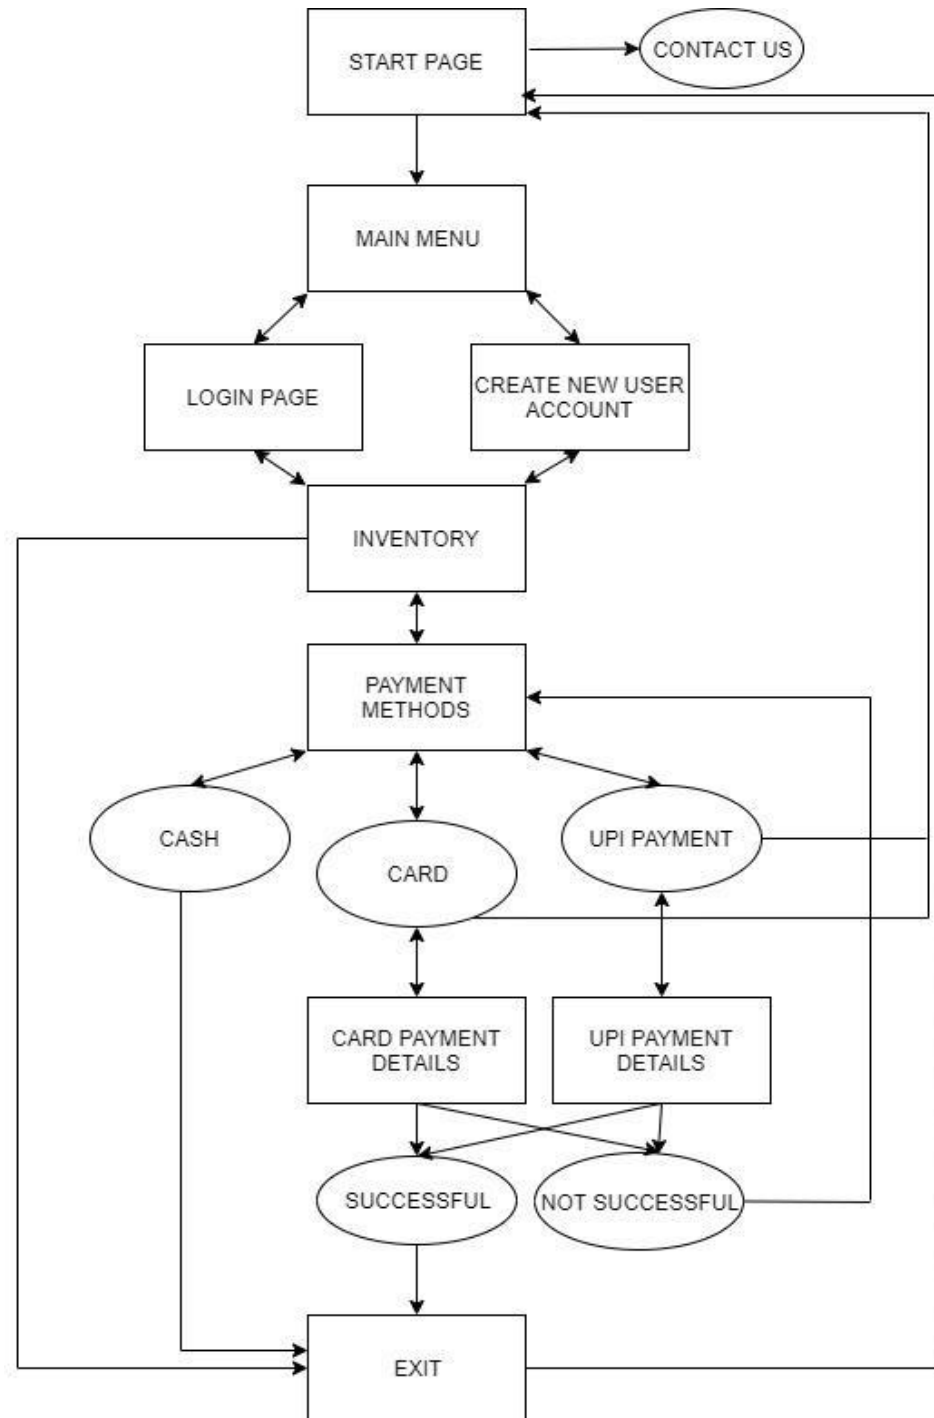 START PAGE
CONTACT US
MAIN MENU
LOGIN PAGE
CREATE NEW USER
ACCOUNT
INVENTORY
PAYMENT
METHODS
CASH
CARD
UPI PAYMENT
CARD PAYMENT
DETAILS
UPI PAYMENT
DETAILS
SUCCESSFUL
NOT SUCCESSFUL
EXIT